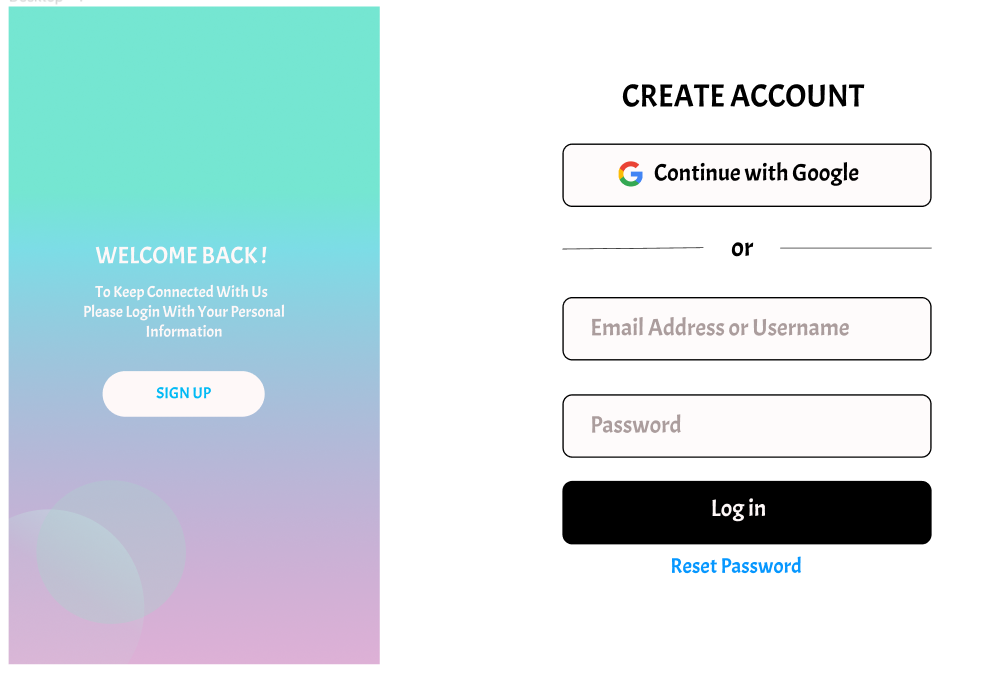 WELCOME BACK !
To Keep Connected With Us
Please Login With Your Personal
Information
SIGN UP
CREATE ACCOUNT
Continue with Google
or
Email Address or Username
Password
Log in
Reset Password